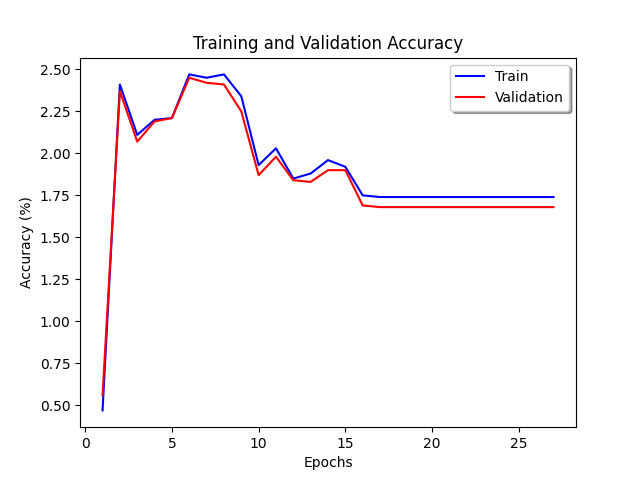 Training and Validation Accuracy
Train
Validation
2.50
2.25
2.00
1.75
1.50
1.25
1.00
0.75
0.50
Accuracy (%)
0 5 10 15 20 25
Epochs